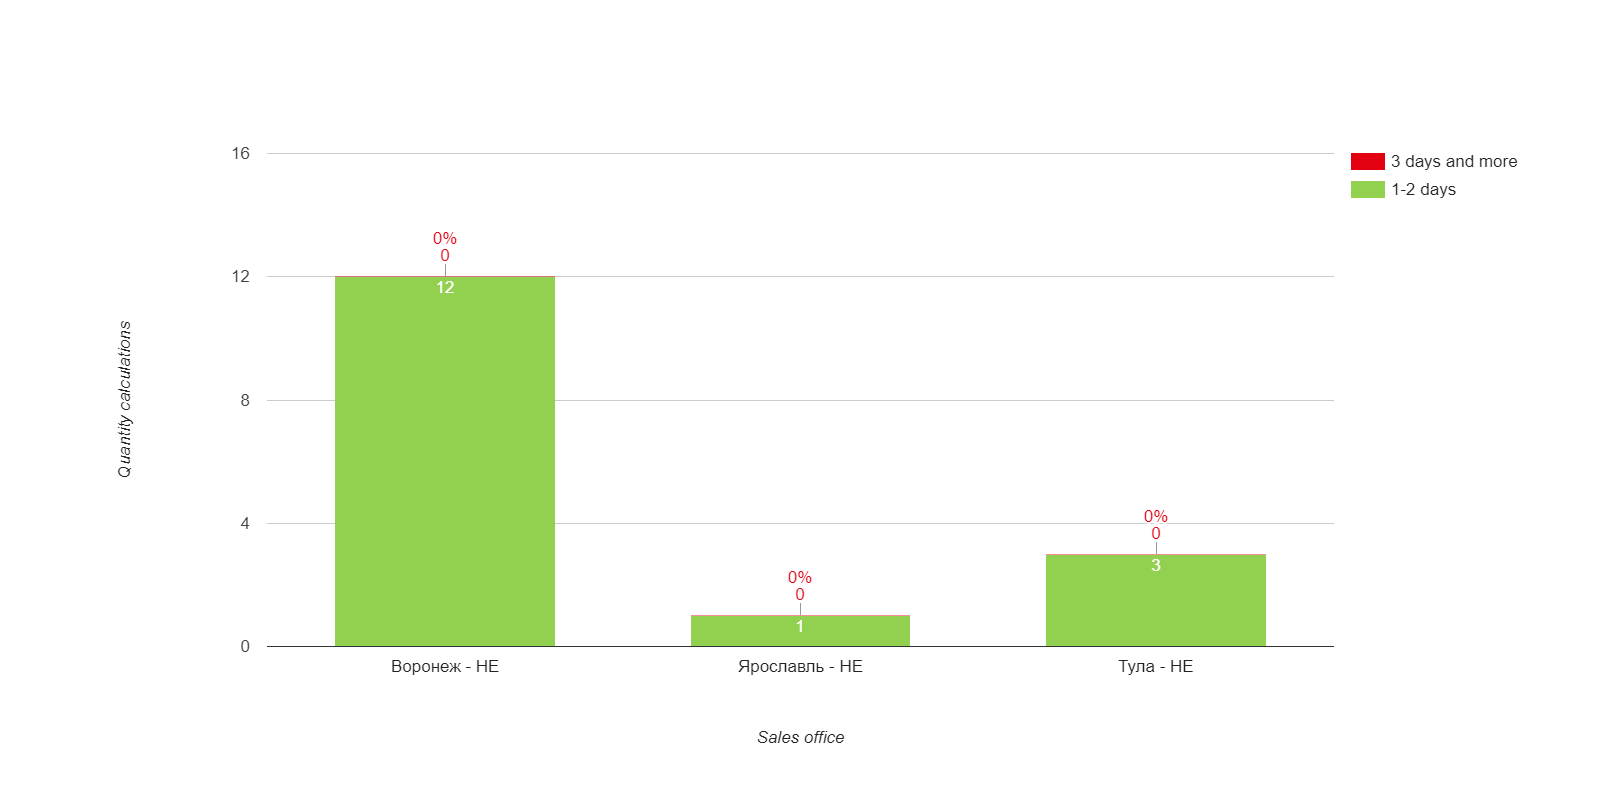 16
3 days and more
1-2 days
0%
0
12
12
Quantity calculations
8
4
0%
0
3
0%
0
1
0
Воронеж - НЕ
Ярославль - НЕ
Тула - НЕ
Sales office